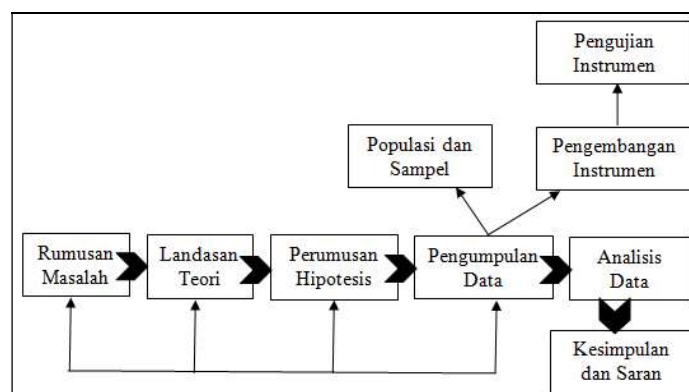 Pengujian
Instrumen
Populasi dan
Sampel
Pengembangan
Instrumen
Rumusan
Masalah
Landasan
Teori
Perumusan
Hipotesis
Pengumpulan
Data
Analisis
Data
Kesimpulan
dan Saran